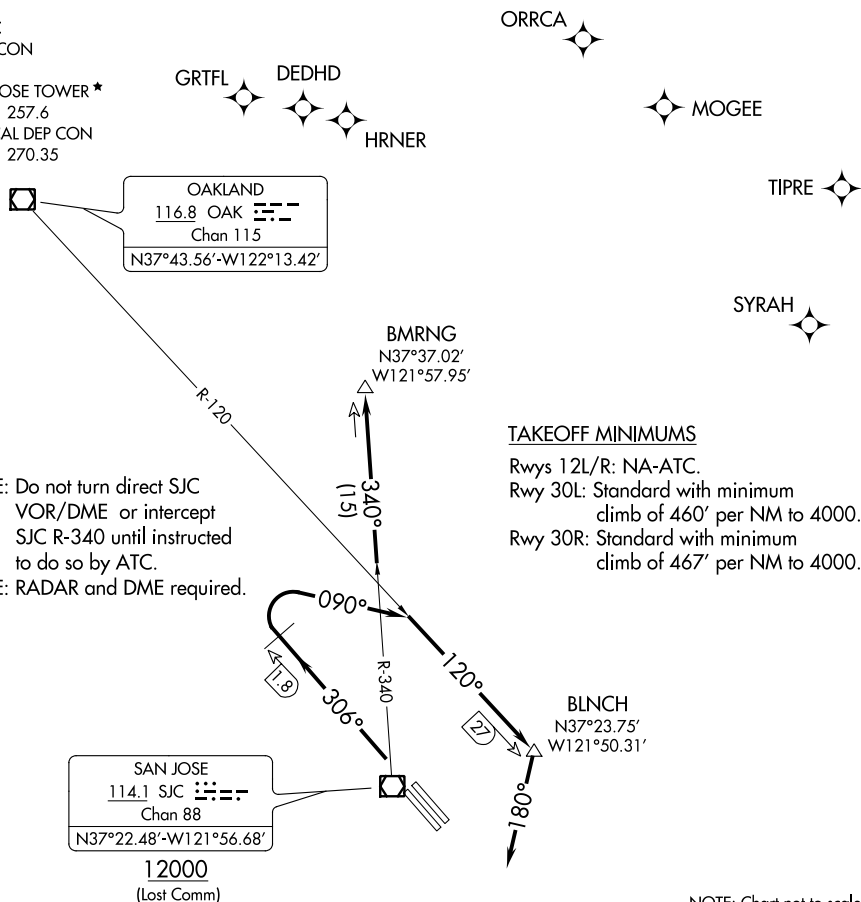 CON
OSE TOWER ★
257.6
AL DEP CON
270.35
GRTFL
DEDHD
HRNER
ORRCA
MOGEE
TIPRE
SYRAH
OAKLAND
116.8 OAK
Chan 115
N37°43.56'-W122°13.42'
R-120
BMRNG
N37°37.02'
W121°57.95'
340°
(15)
TAKEOFF MINIMUMS
Rwys 12L/R: NA-ATC.
Rwy 30L: Standard with minimum
climb of 460' per NM to 4000.
Rwy 30R: Standard with minimum
climb of 467' per NM to 4000.
E: Do not turn direct SJC
VOR/DME or intercept
SJC R-340 until instructed
to do so by ATC.
E: RADAR and DME required.
090°
120°
1.8
306°
R-340
27
BLNCH
N37°23.75'
W121°50.31'
180°
SAN JOSE
114.1 SJC
Chan 88
N37°22.48'-W121°56.68'
12000
(Lost Comm)
NOTE: Chart not to scale